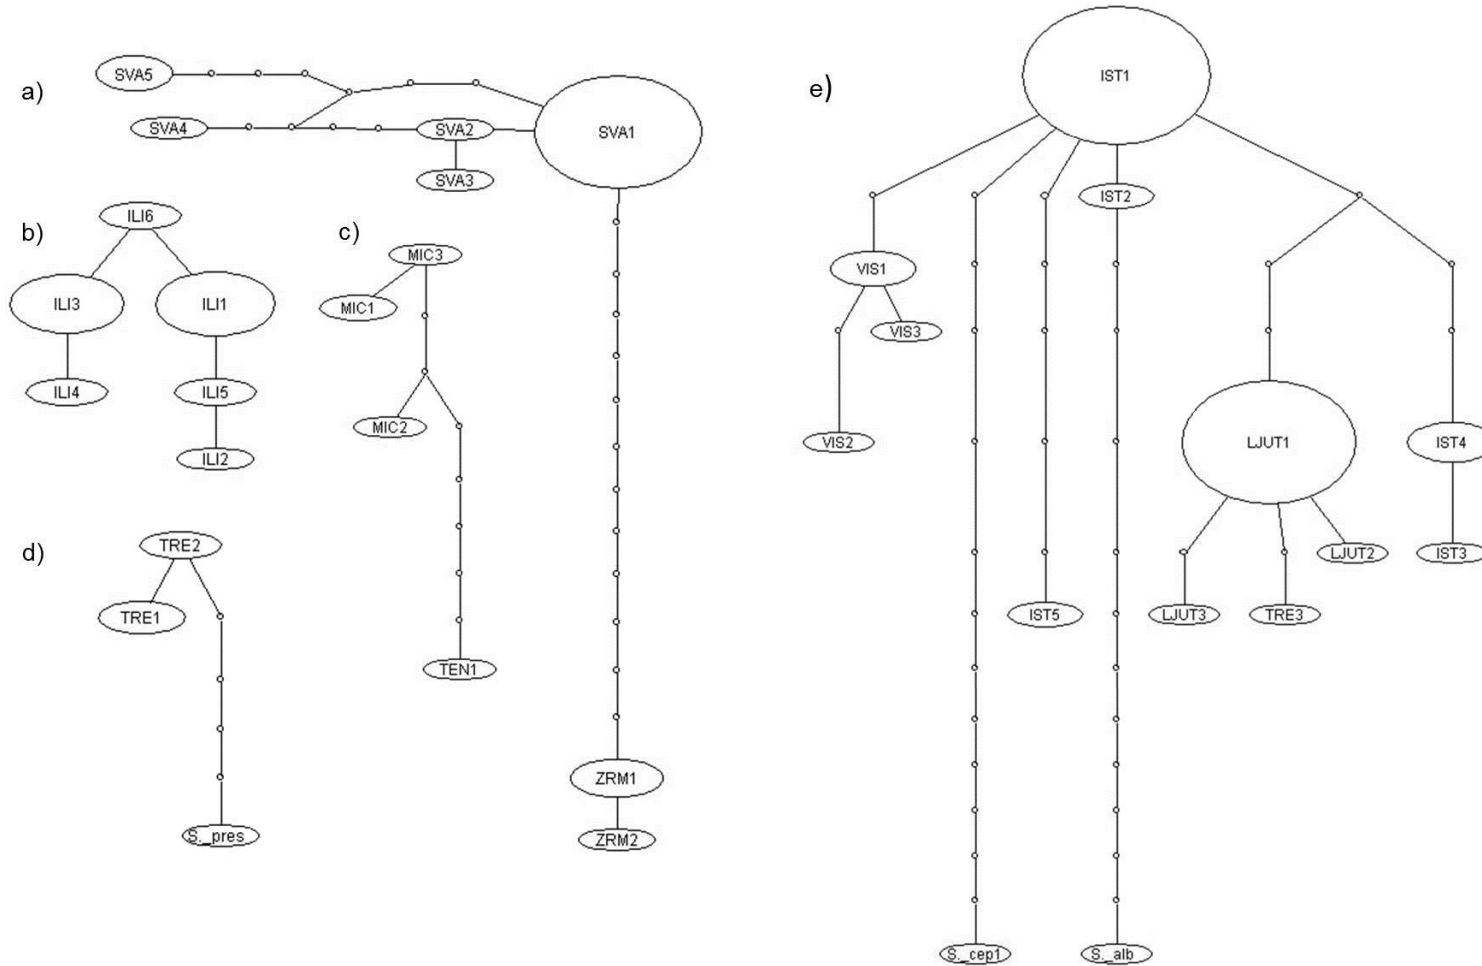 a)
SVA5
SVA4
SVA2
SVA1
SVA3
ZRM1
ZRM2
b)
ILI6
ILI3
ILI1
ILI4
ILI5
ILI2
c)
MIC3
MIC1
MIC2
TEN1
d)
TRE2
TRE1
S._pres
e)
IST1
IST2
VIS1
VIS3
VIS2
LJUT1
IST4
LJUT2
IST3
IST5
LJUT3
TRE3
S._cep1
S._alb